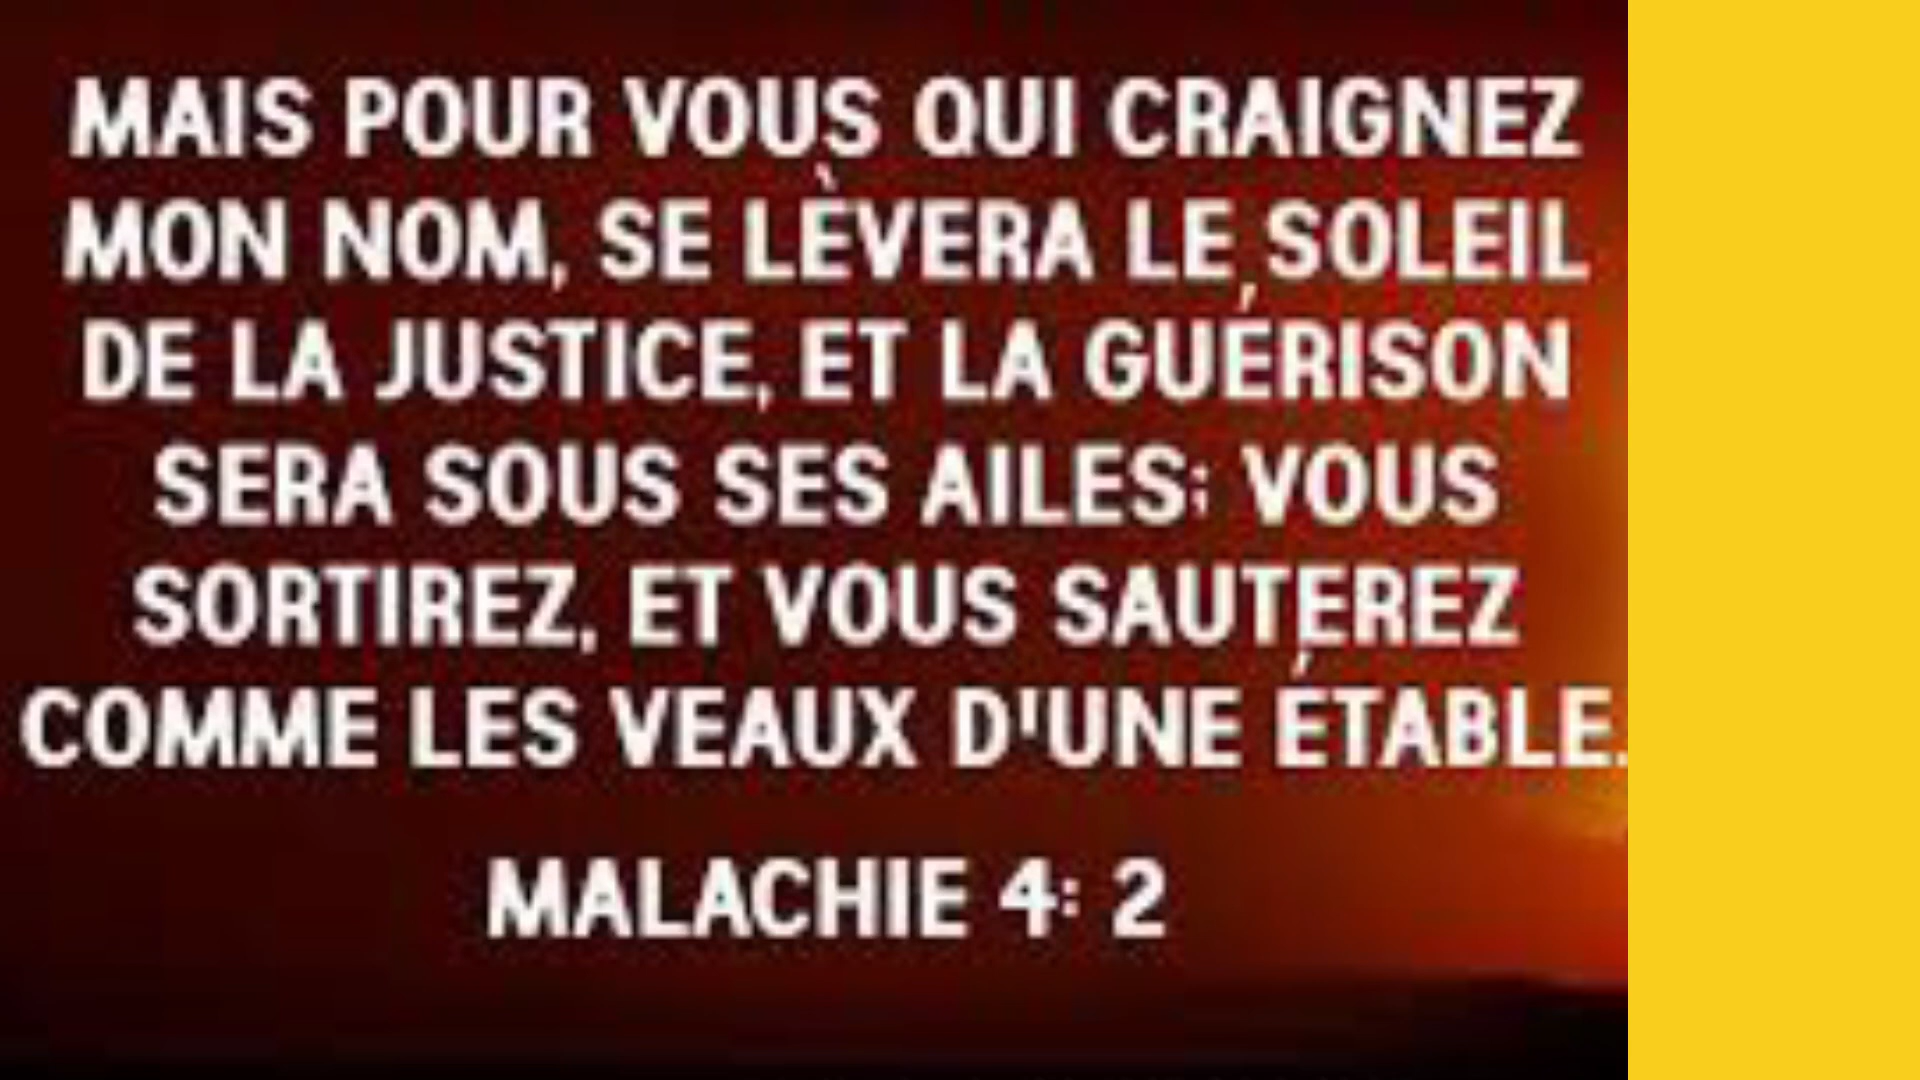 MAIS POUR VOUS QUI CRAIGNEZ
MON NOM, SE LÈVERA LE SOLEIL
DE LA JUSTICE, ET LA GUÉRISON
SERA SOUS SES AILES; VOUS
SORTIREZ, ET VOUS SAUTEREZ
COMME LES VEAUX D'UNE ÉTABLE.
MALACHIE 4: 2